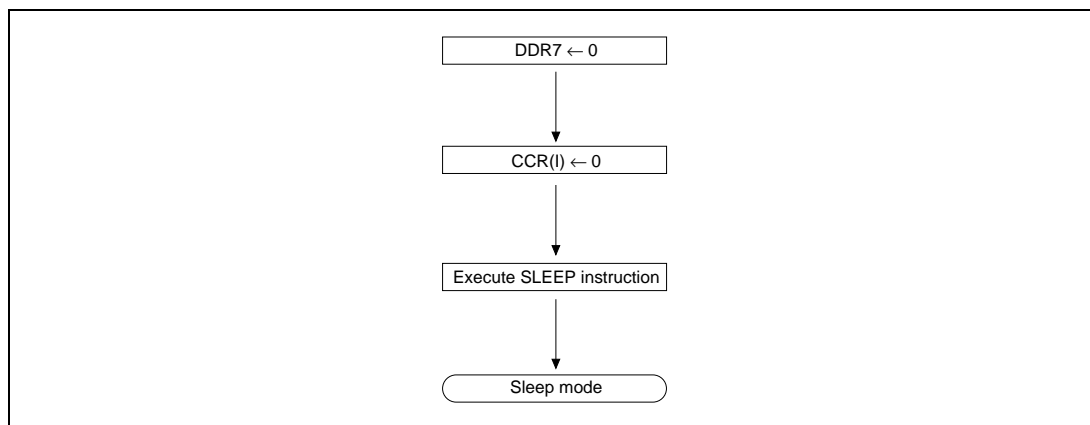 DDR7 ← 0
CCR(I) ← 0
Execute SLEEP instruction
Sleep mode